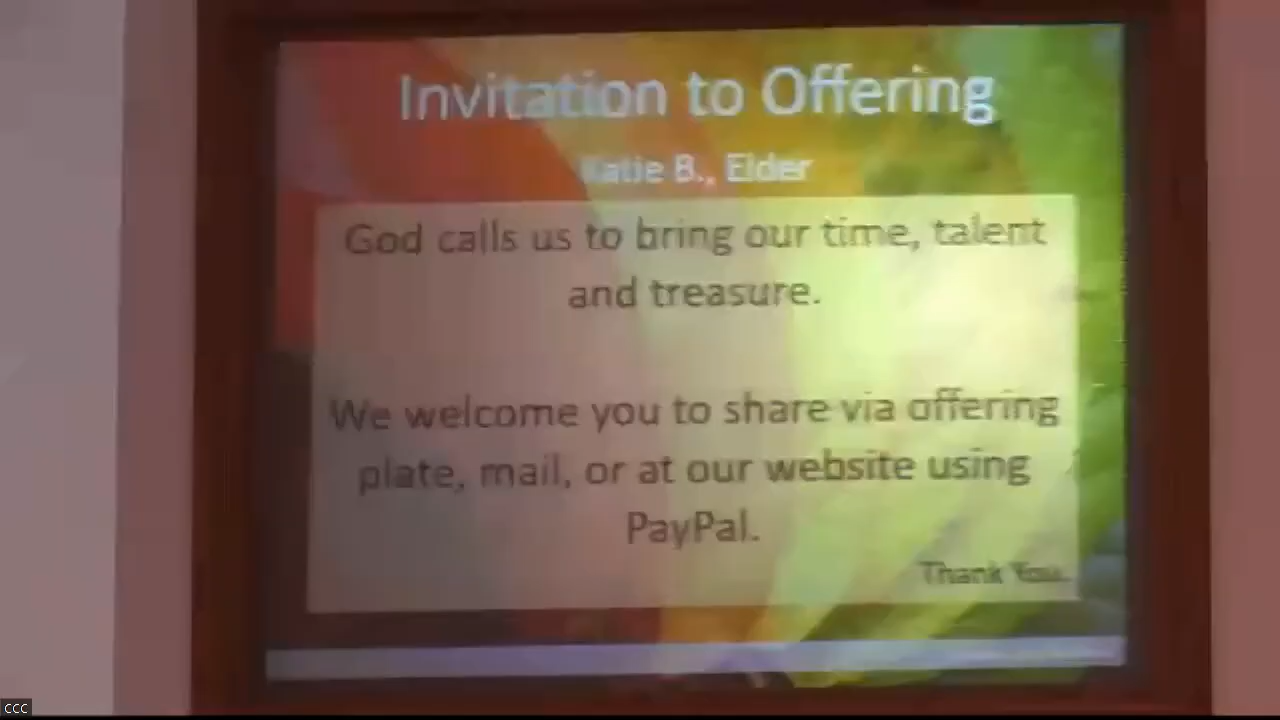 Invitation to Offering
Katie B., Elder
God calls us to bring our time, talent
and treasure.
We welcome you to share via offering
plate, mail, or at our website using
PayPal.
Thank You.
CCC